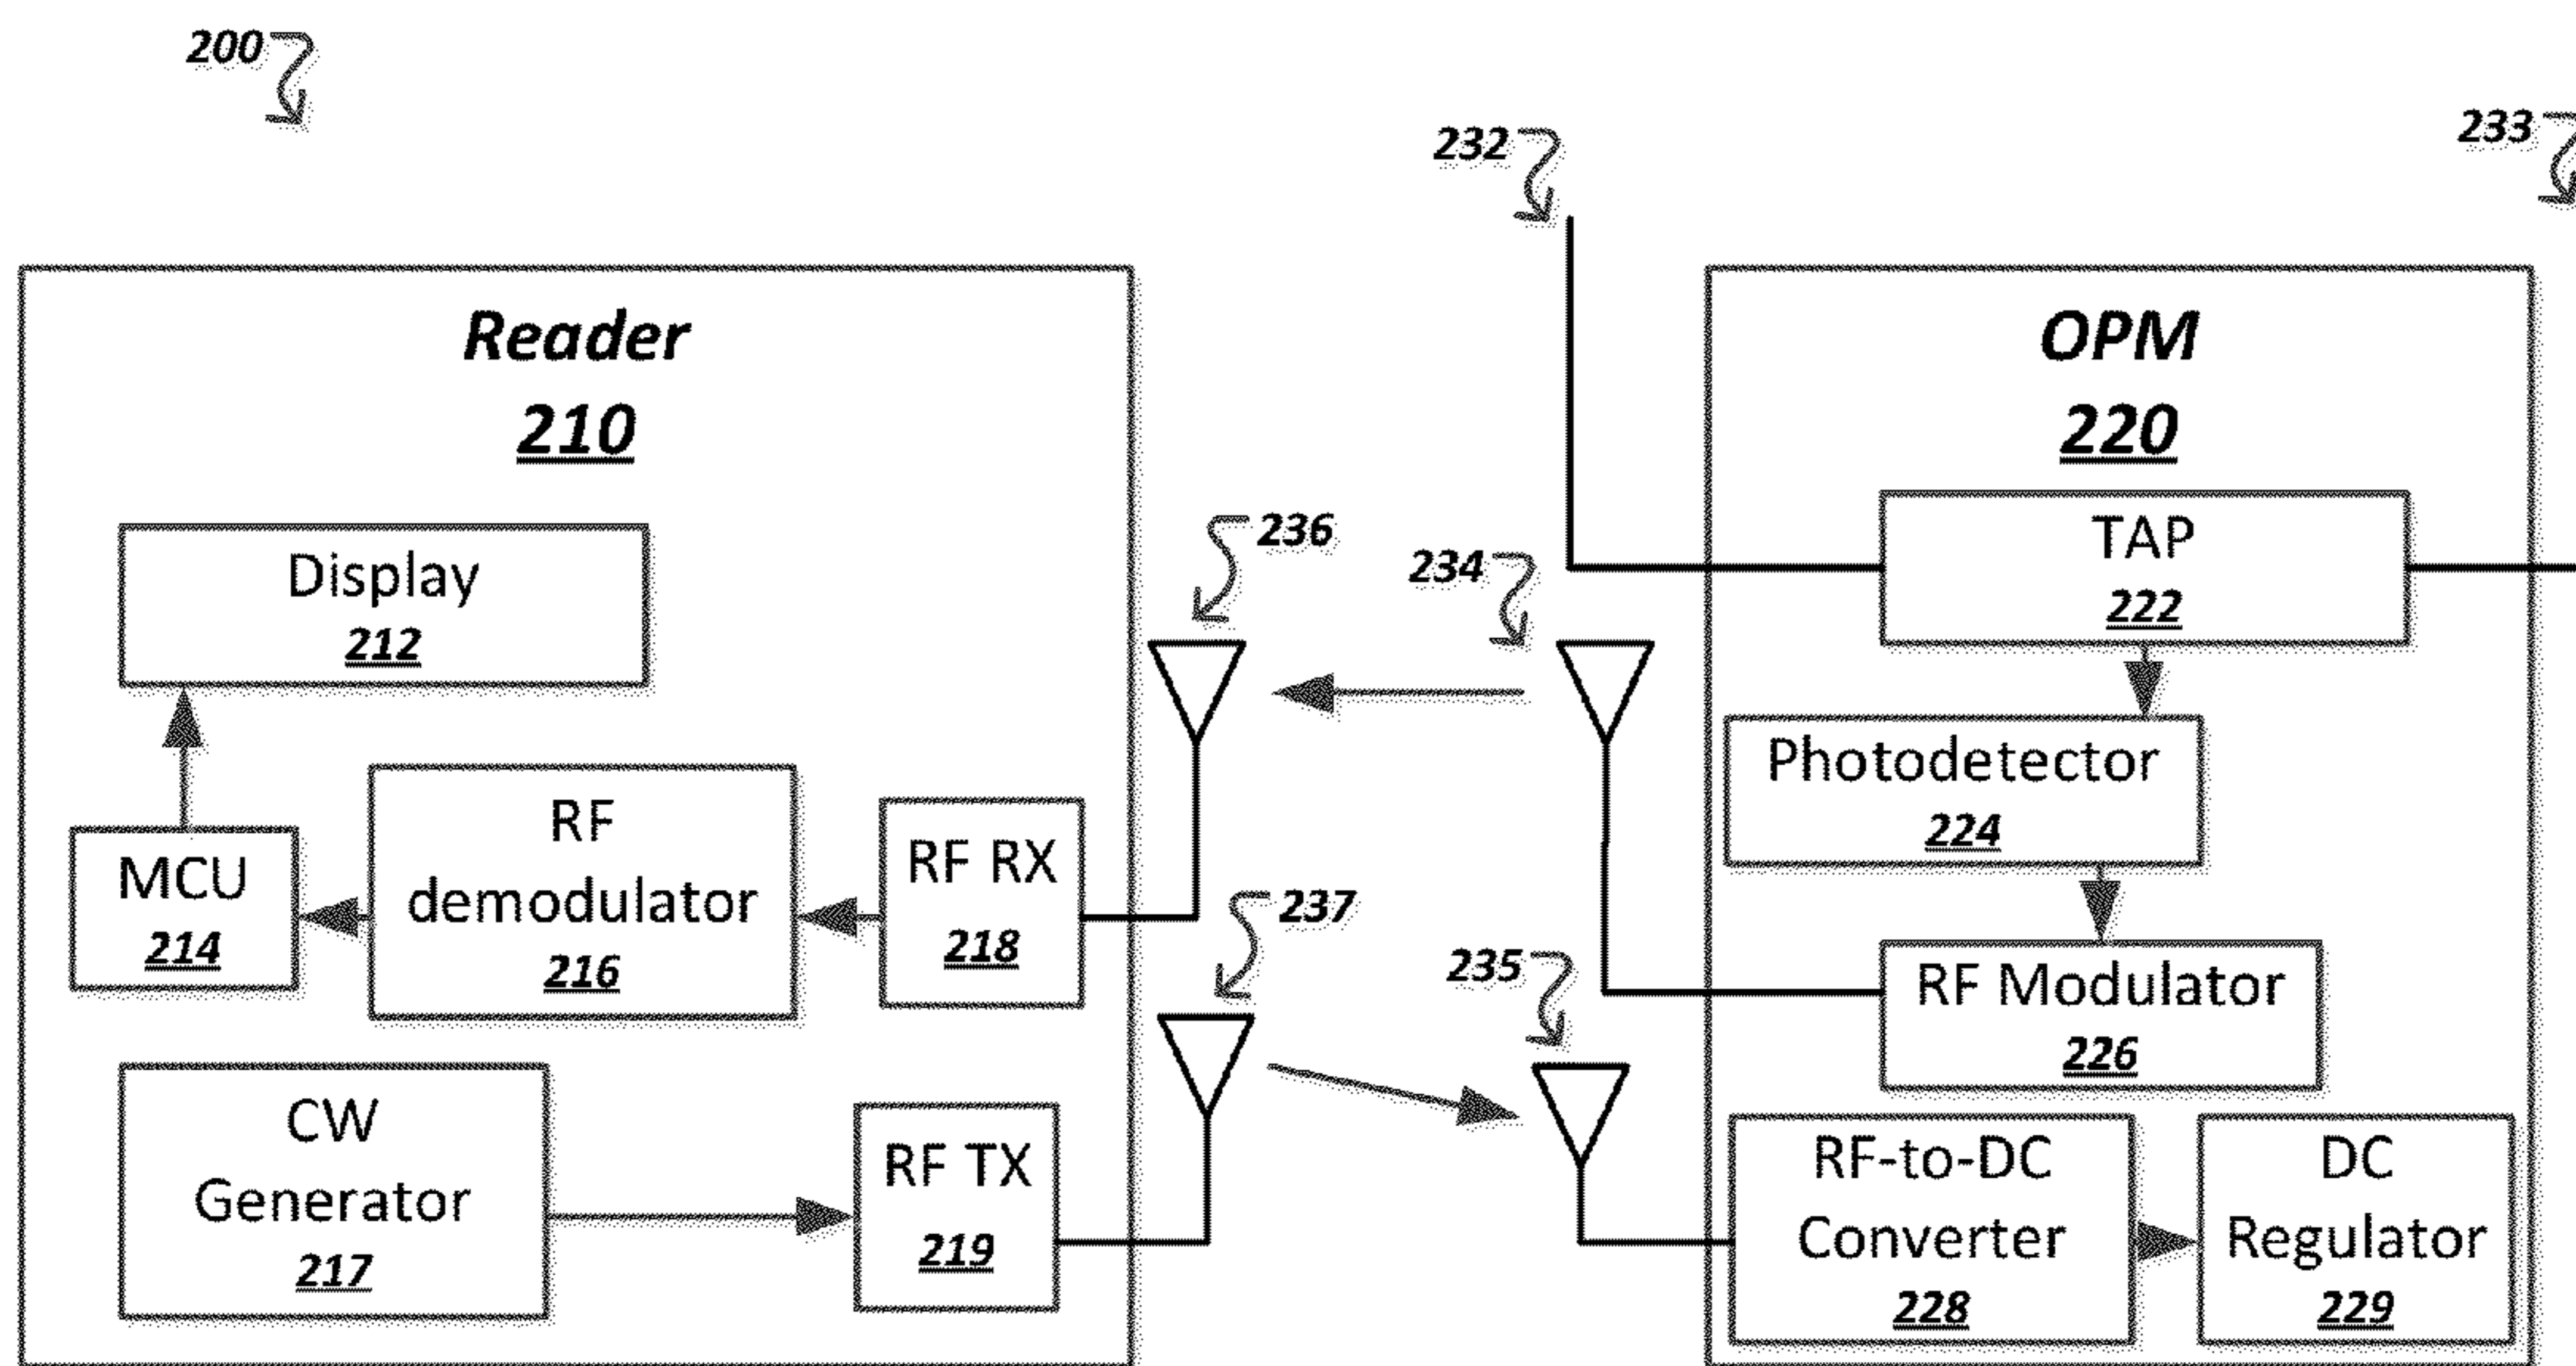 200
232
233
Reader
210
OPM
220
Display
212
236
234
TAP
222
Photodetector
224
MCU
214
RF
demodulator
216
RF RX
218
237
235
RF Modulator
226
CW
Generator
217
RF TX
219
RF-to-DC
Converter
228
DC
Regulator
229